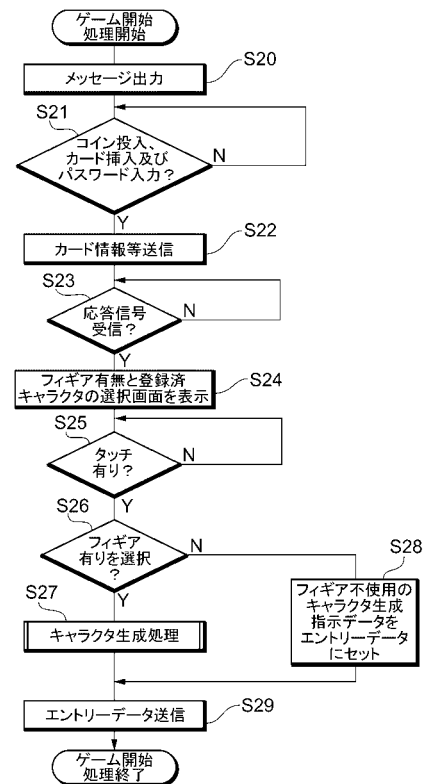 ゲーム開始
処理開始
S20
メッセージ出力
S21
コイン投入、
カード挿入及び
パスワード入力？
N
Y
S22
カード情報等送信
S23
応答信号
受信？
N
Y
フィギア有無と登録済
キャラクタの選択画面を表示
S24
S25
タッチ
有り？
N
Y
S26
フィギア
有りを選択
？
N
Y
S28
フィギア不使用の
キャラクタ生成
指示データを
エントリーデータ
にセット
S27
キャラクタ生成処理
エントリーデータ送信
S29
ゲーム開始
処理終了